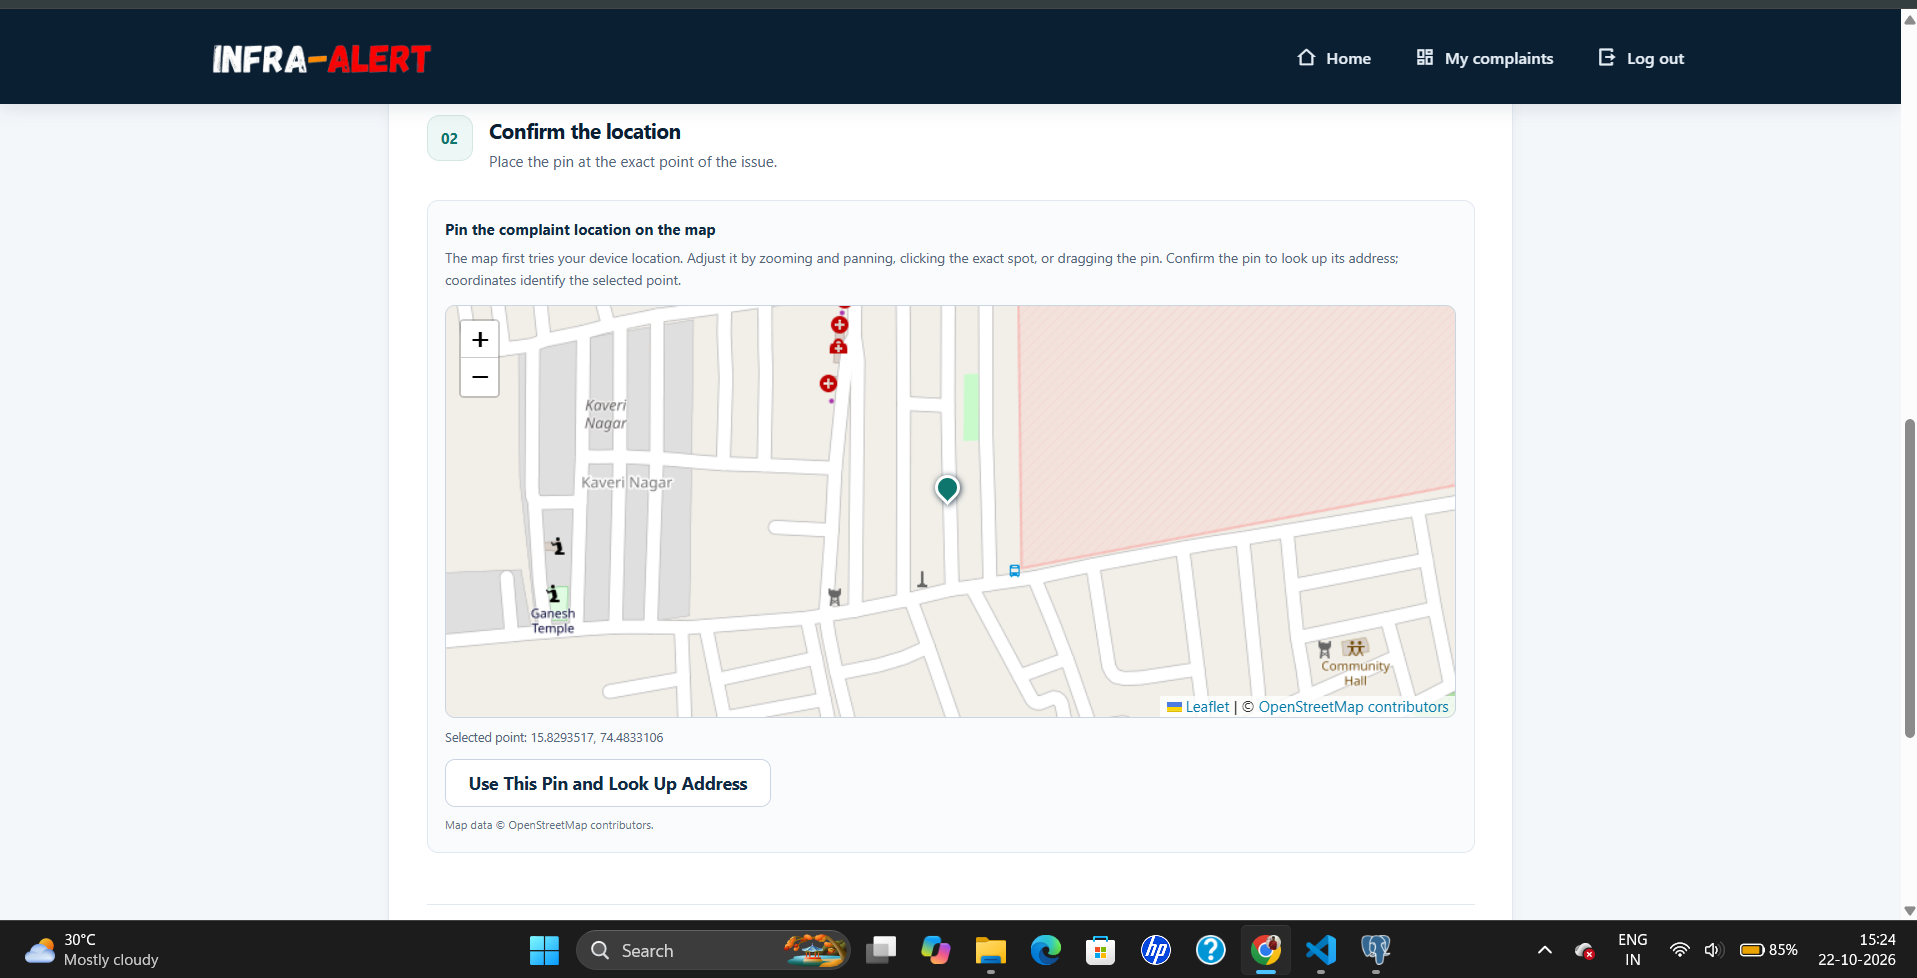 INFRA-ALERT
Home
My complaints
Log out
02
Confirm the location
Place the pin at the exact point of the issue.
Pin the complaint location on the map
The map first tries your device location. Adjust it by zooming and panning, clicking the exact spot, or dragging the pin. Confirm the pin to look up its address;
coordinates identify the selected point.
+
−
Kaveri
Nagar
Kaveri Nagar
Ganesh
Temple
Community
Hall
Leaflet | © OpenStreetMap contributors
Selected point: 15.8293517, 74.4833106
Use This Pin and Look Up Address
Map data © OpenStreetMap contributors.
30°C
Mostly cloudy
Search
hp
?
ENG
IN
85%
15:24
22-10-2026